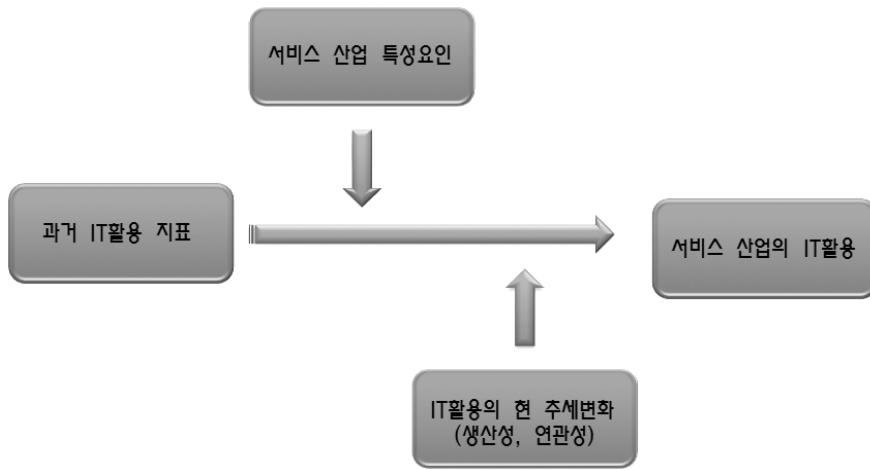 서비스 산업 특성요인
과거 IT활용 지표
서비스 산업의 IT활용
IT활용의 현 추세변화
(생산성, 연관성)